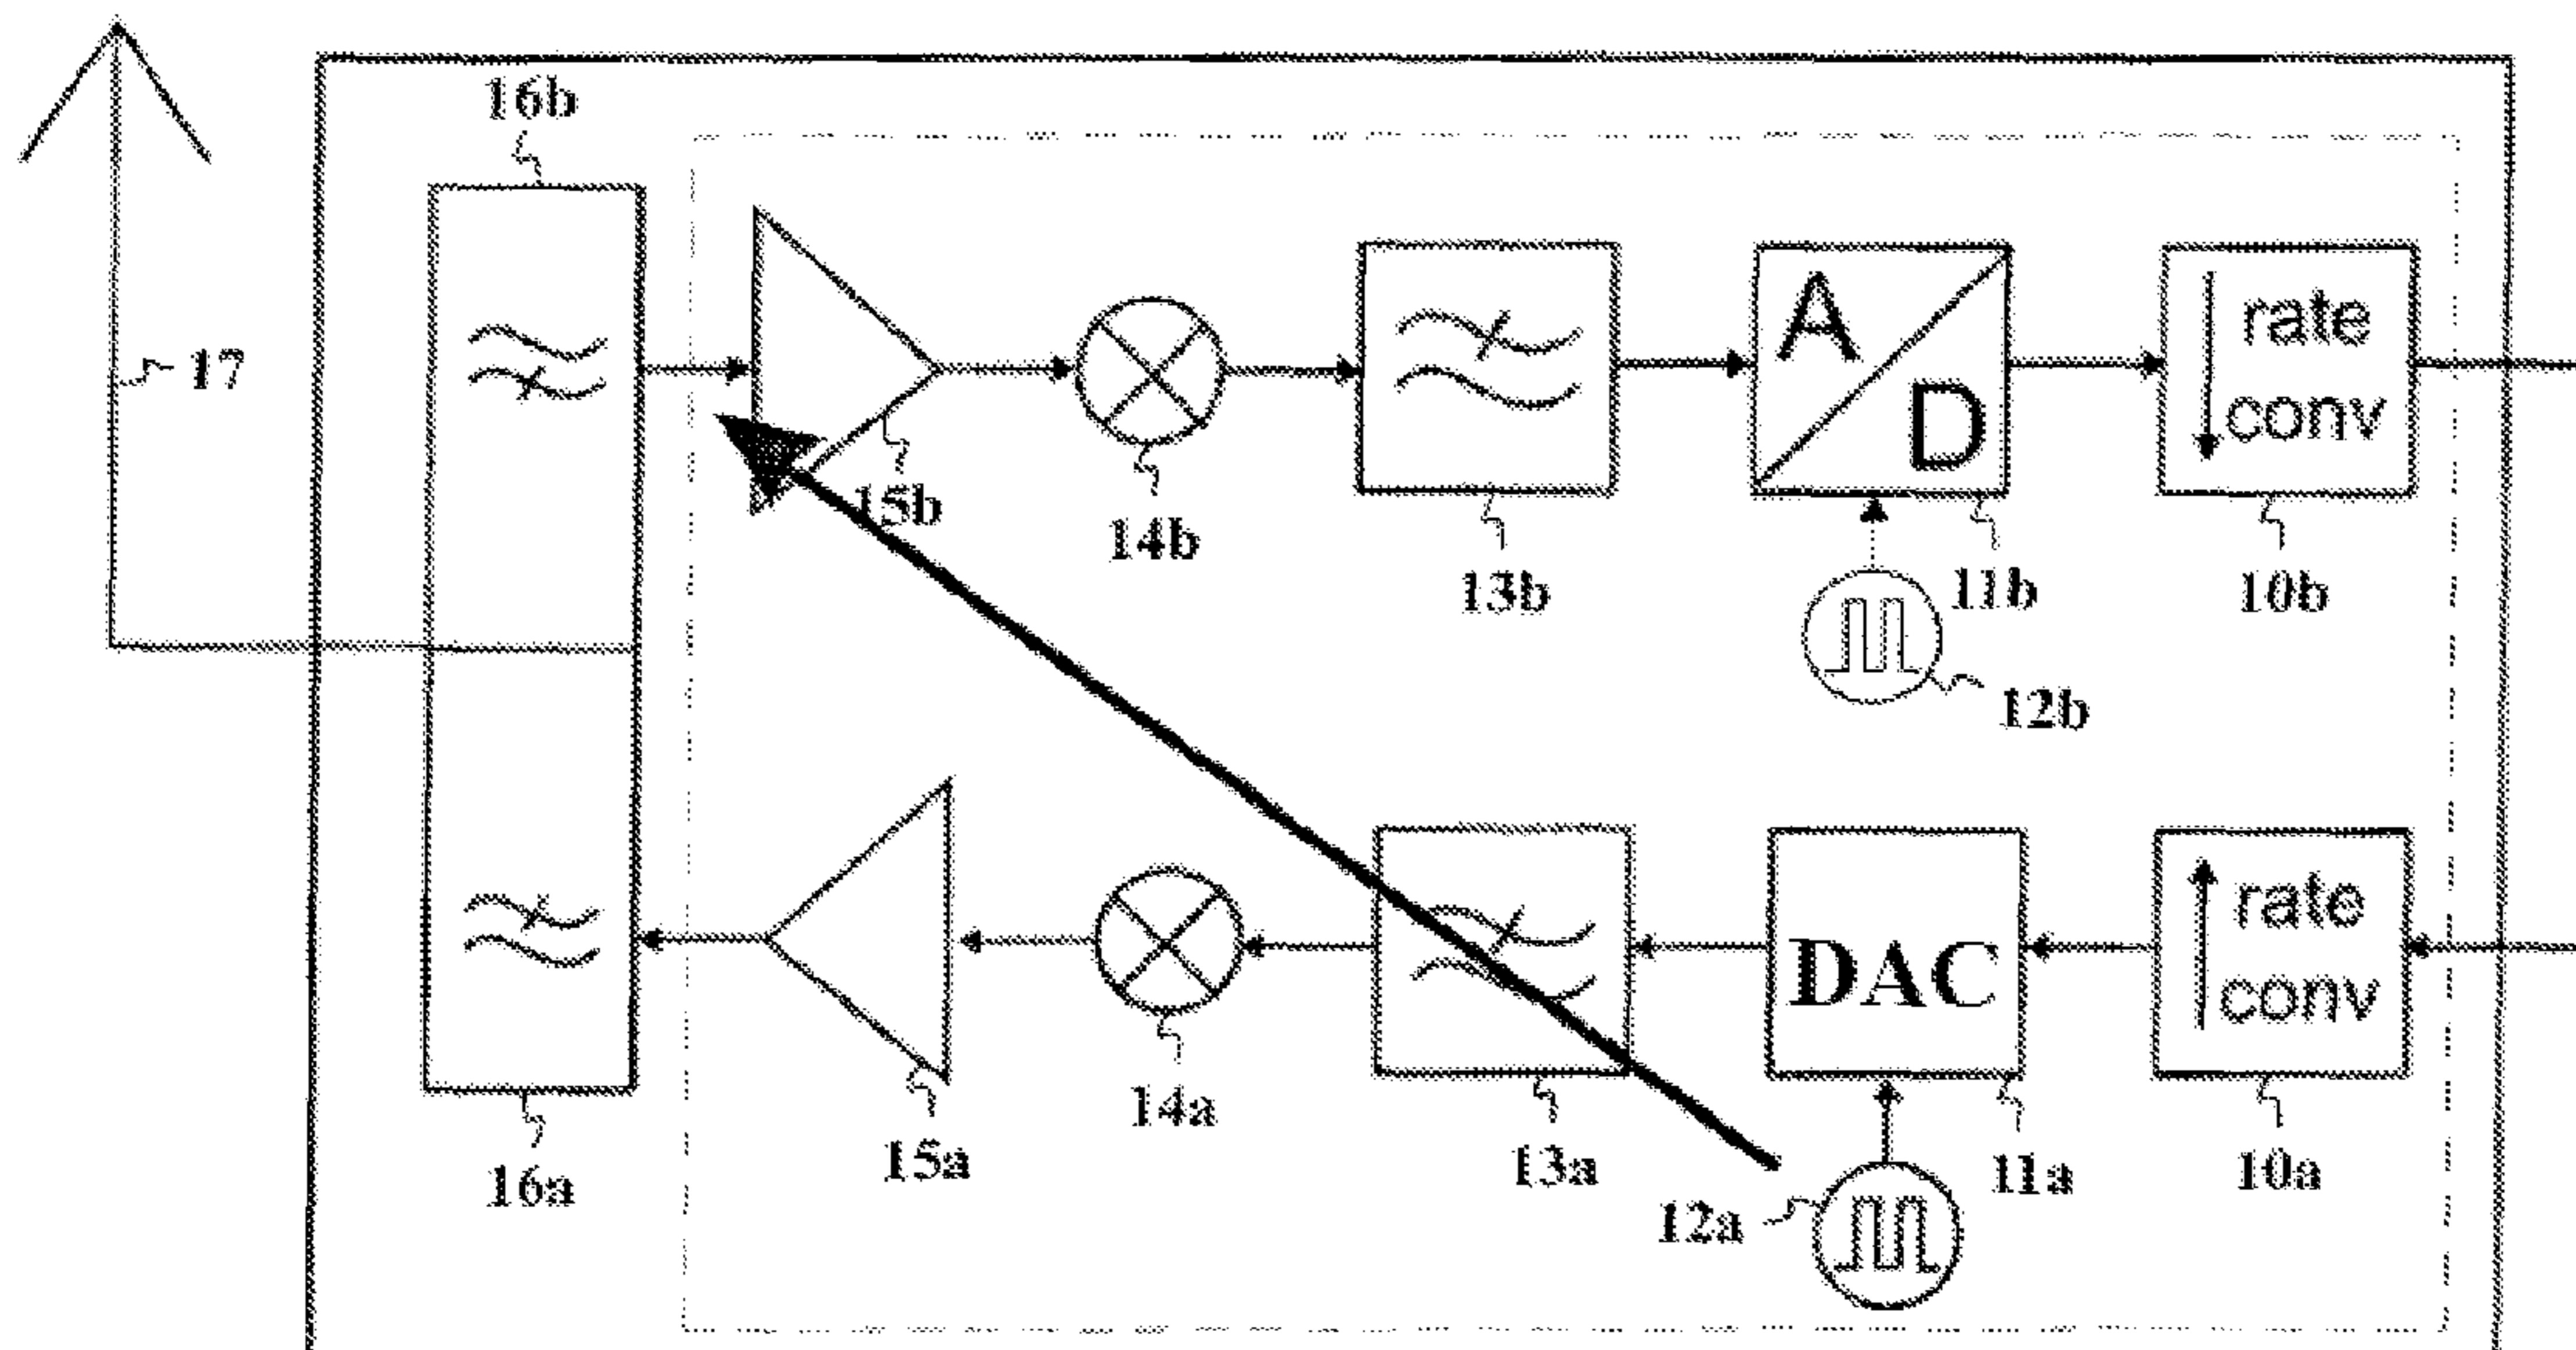 16b
17
A
D
rate
conv
15b
14b
13b
11b
10b
12b
DAC
rate
conv
16a
15a
14a
13a
12a
11a
10a